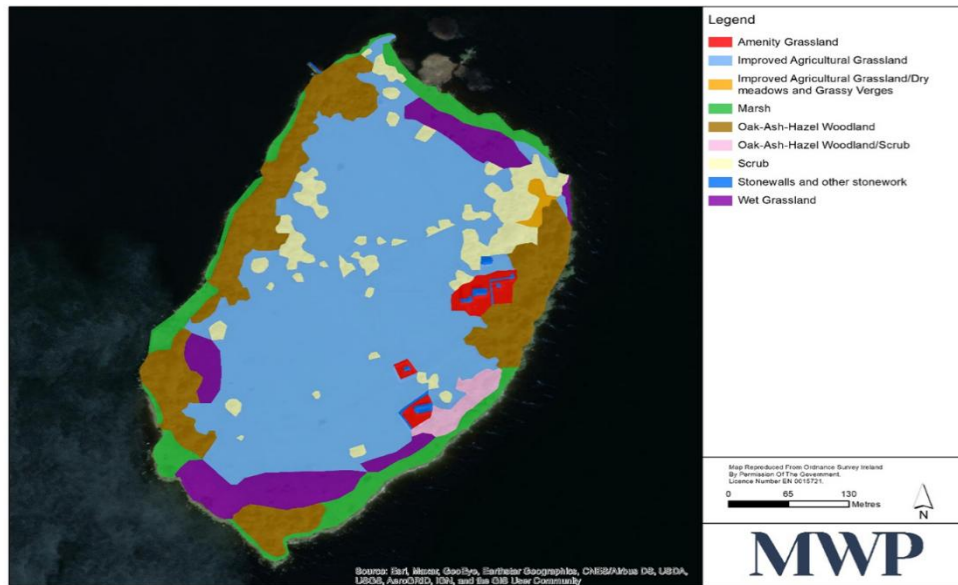 Legend
Amenity Grassland
Improved Agricultural Grassland
Improved Agricultural Grassland/Dry
meadows and Grassy Verges
Marsh
Oak-Ash-Hazel Woodland
Oak-Ash-Hazel Woodland/Scrub
Scrub
Stonewalls and other stonework
Wet Grassland
Map Reproduced From Ordnance Survey Ireland
By Permission Of The Government.
Licence Number EN 0015721.
0 65 130
Metres
N
MWP
Source: Esri, Maxar, GeoEye, Earthstar Geographics, CNES/Airbus DS, USDA,
USGS, AeroGRID, IGN, and the GIS User Community